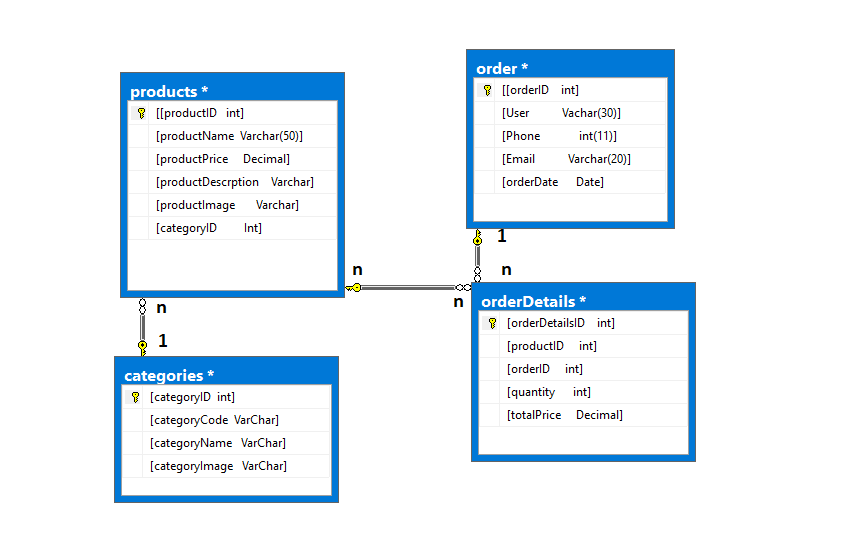 products *
[[productID int]
[productName Varchar(50)]
[productPrice Decimal]
[productDescrption Varchar]
[productImage Varchar]
[categoryID Int]
order *
[[orderID int]
[User Vachar(30)]
[Phone int(11)]
[Email Varchar(20)]
[orderDate Date]
1
n
n
n
n
1
orderDetails *
[orderDetailsID int]
[productID int]
[orderID int]
[quantity int]
[totalPrice Decimal]
categories *
[categoryID int]
[categoryCode VarChar]
[categoryName VarChar]
[categoryImage VarChar]